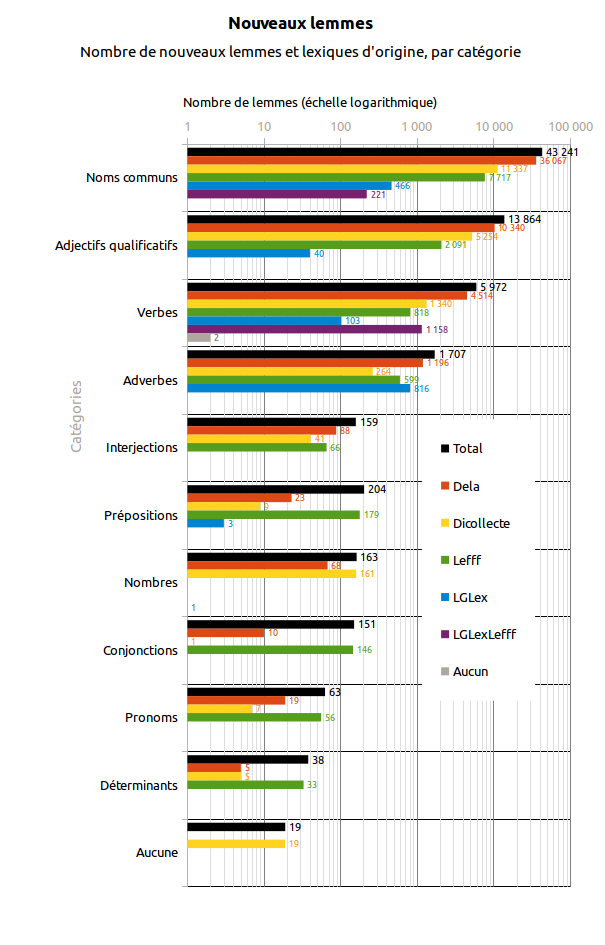 Nouveaux lemmes
Nombre de nouveaux lemmes et lexiques d'origine, par catégorie
Nombre de lemmes (échelle logarithmique)
1 10 100 1 000 10 000 100 000
Catégories
Noms communs
43 241
36 067
11 337
7 717
466
221
Adjectifs qualificatifs
13 864
10 340
5 254
2 091
40
Verbes
5 972
4 514
1 340
818
103
1 158
2
Adverbes
1 707
1 196
264
599
816
Interjections
159
88
41
66
Prépositions
204
23
9
179
3
Nombres
163
68
161
1
Conjonctions
151
10
1
146
Pronoms
63
19
7
56
Déterminants
38
5
5
33
Aucune
19
19
Total
Dela
Dicollecte
Lefff
LGLex
LGLexLefff
Aucun